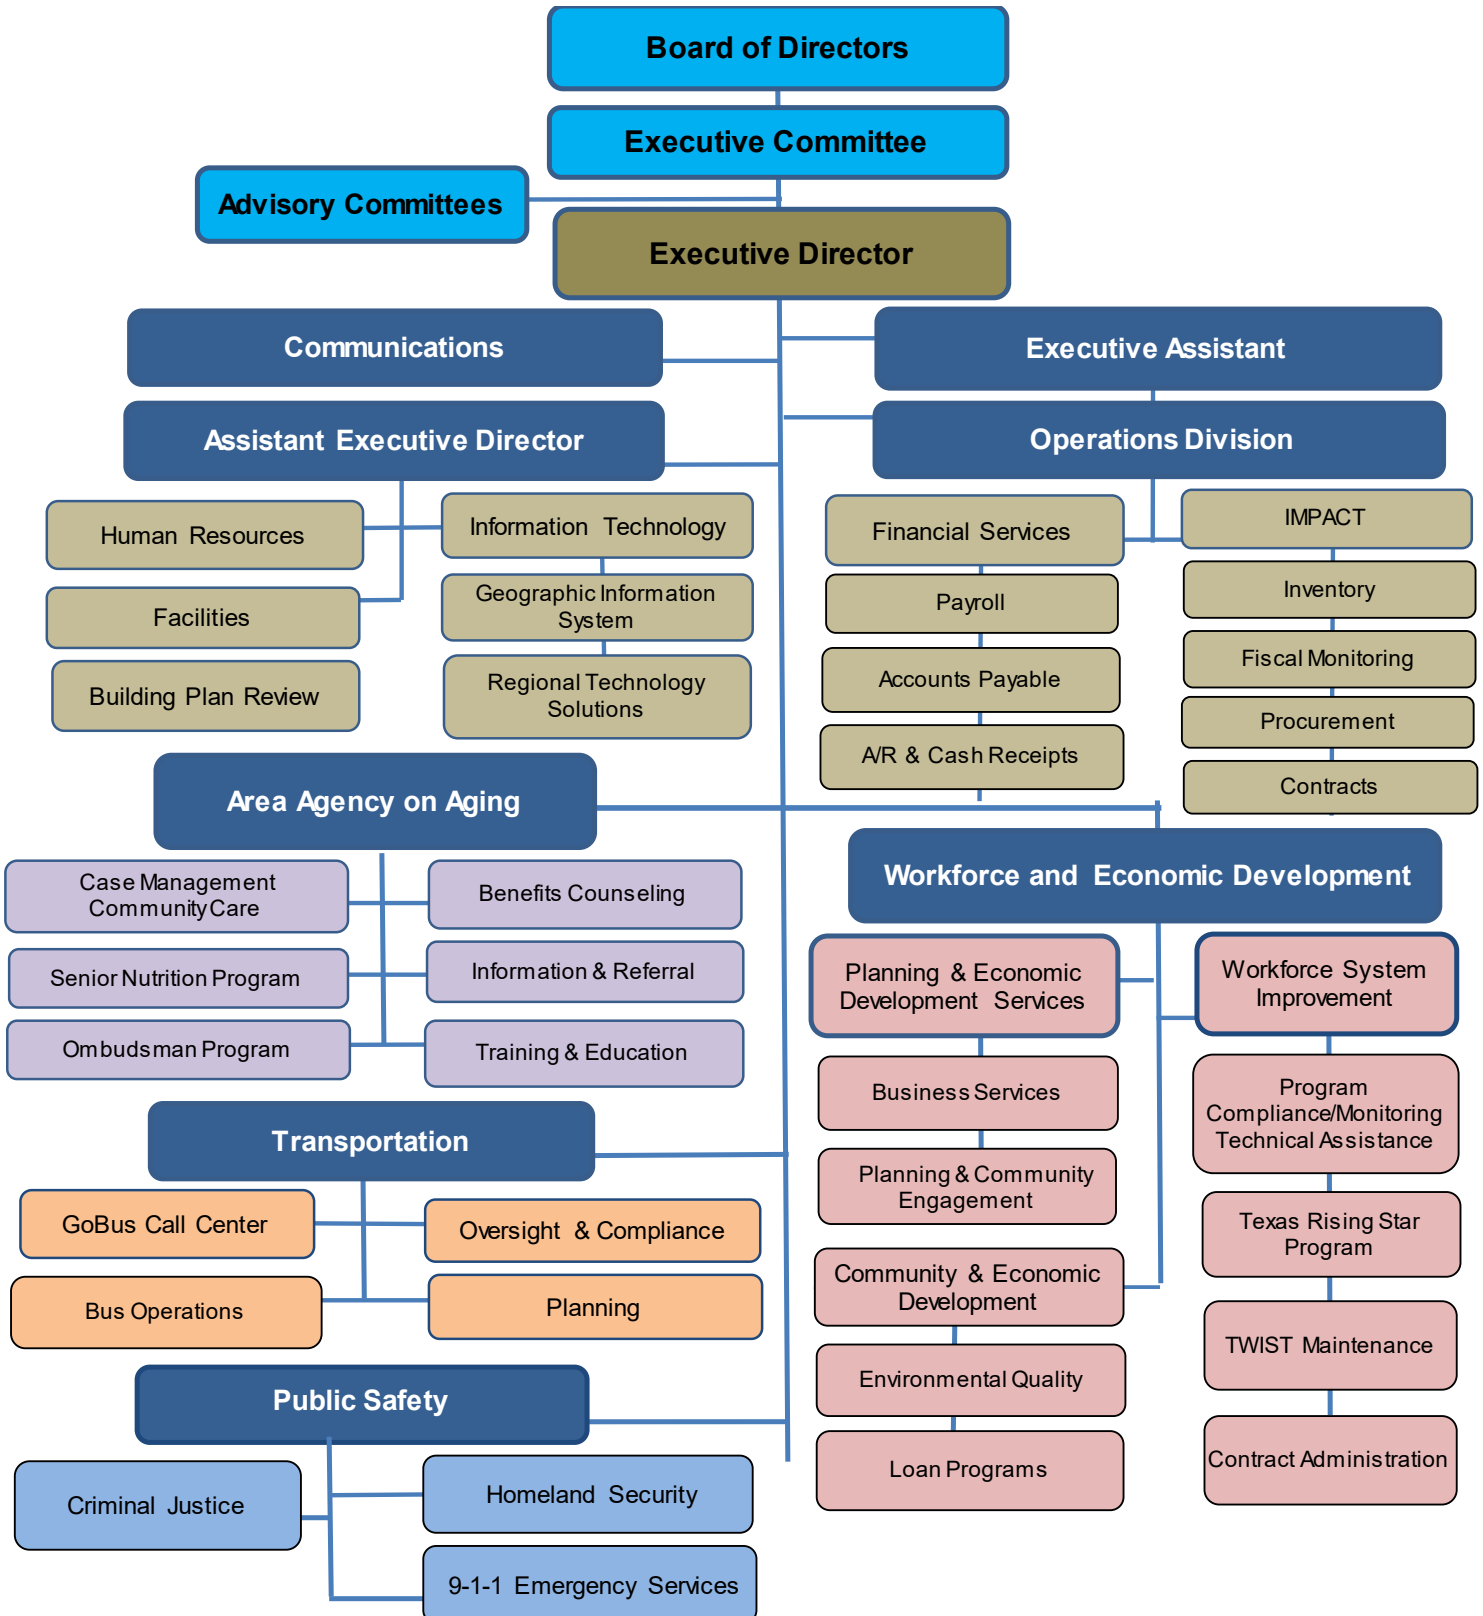 Board of Directors
Executive Committee
Advisory Committees
Executive Director
Communications
Executive Assistant
Assistant Executive Director
Operations Division
Human Resources
Information Technology
Facilities
Geographic Information
System
Building Plan Review
Regional Technology
Solutions
Financial Services
IMPACT
Payroll
Inventory
Accounts Payable
Fiscal Monitoring
A/R & Cash Receipts
Procurement
Contracts
Area Agency on Aging
Case Management
Community Care
Benefits Counseling
Senior Nutrition Program
Information & Referral
Ombudsman Program
Training & Education
Workforce and Economic Development
Planning & Economic
Development Services
Workforce System
Improvement
Business Services
Program
Compliance/Monitoring
Technical Assistance
Planning & Community
Engagement
Texas Rising Star
Program
Community & Economic
Development
TWIST Maintenance
Environmental Quality
Contract Administration
Loan Programs
Transportation
GoBus Call Center
Oversight & Compliance
Bus Operations
Planning
Public Safety
Criminal Justice
Homeland Security
9-1-1 Emergency Services